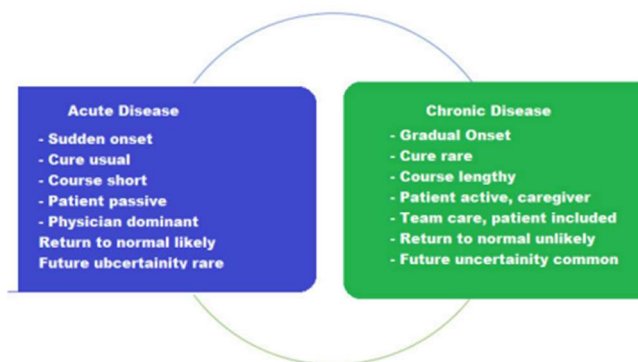 Acute Disease
- Sudden onset
- Cure usual
- Course short
- Patient passive
- Physician dominant
Return to normal likely
Future ubcertainity rare
Chronic Disease
- Gradual Onset
- Cure rare
- Course lengthy
- Patient active, caregiver
- Team care, patient included
- Return to normal unlikely
- Future uncertainity common